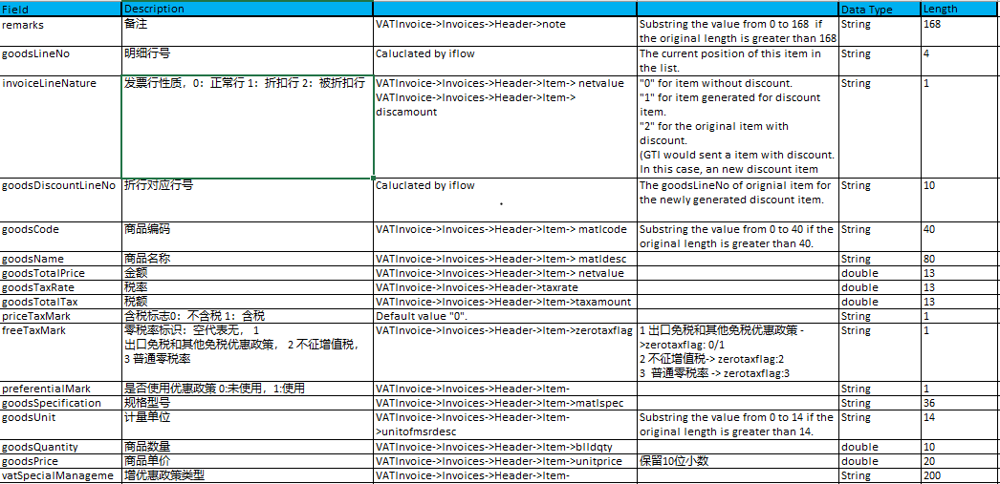 Field Description Data Type Length
remarks 备注 VATInvoice->Invoices->Header->note Substring the value from 0 to 168 if String 168
the original length is greater than 168
goodsLineNo 明细行号 Caluclated by iflow The current position of this item in String 4
the list.
invoiceLineNature 发票行性质，0：正常行 1：折扣行 2：被折扣行 VATInvoice->Invoices->Header->Item-> netvalue "0" for item without discount. String 1
VATInvoice->Invoices->Header->Item-> "1" for item generated for discount
discamount item.
"2" for the original item with
discount.
(GTI would sent a item with discount.
In this case, an new discount item
goodsDiscountLineNo 折行对应行号 Caluclated by iflow The goodsLineNo of orignial item for String 10
the newly generated discount item.
goodsCode 商品编码 VATInvoice->Invoices->Header->Item-> matlcode Substring the value from 0 to 40 if the String 40
original length is greater than 40.
goodsName 商品名称 VATInvoice->Invoices->Header->Item-> matldesc String 80
goodsTotalPrice 金额 VATInvoice->Invoices->Header->Item-> netvalue double 13
goodsTaxRate 税率 VATInvoice->Invoices->Header->taxrate double 13
goodsTotalTax 税额 VATInvoice->Invoices->Header->Item->taxamount double 13
priceTaxMark 含税标志0：不含税 1：含税 Default value "0". String 1
freeTaxMark 零税率标识：空代表无，1 VATInvoice->Invoices->Header->Item->zerotaxflag 1 出口免税和其他免税优惠政策 - String 1
出口免税和其他免税优惠政策，2 不征增值税， >zerotaxflag: 0/1
3 普通零税率 2 不征增值税-> zerotaxflag:2
3 普通零税率 -> zerotaxflag:3
preferentialMark 是否使用优惠政策 0:未使用，1:使用 VATInvoice->Invoices->Header->Item- String 1
goodsSpecification 规格型号 VATInvoice->Invoices->Header->Item->matlspec String 36
goodsUnit 计量单位 VATInvoice->Invoices->Header->Item- Substring the value from 0 to 14 if the String 14
>unitofmsrdesc original length is greater than 14.
goodsQuantity 商品数量 VATInvoice->Invoices->Header->Item->blldqty double 10
goodsPrice 商品单价 VATInvoice->Invoices->Header->Item->unitprice 保留10位小数 double 20
vatSpecialManageme 增优惠政策类型 VATInvoice->Invoices->Header->Item- String 200